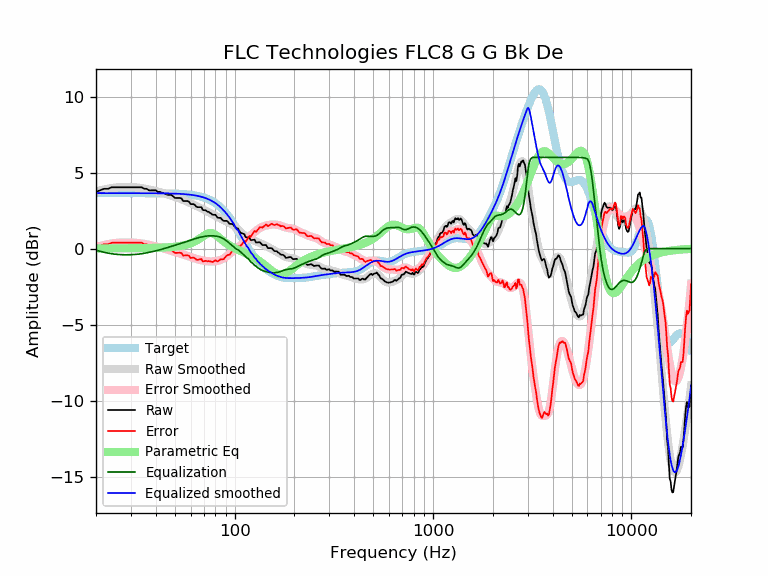 FLC Technologies FLC8 G G Bk De
Amplitude (dBr)
10
5
0
−5
−10
−15
Target
Raw Smoothed
Error Smoothed
Raw
Error
Parametric Eq
Equalization
Equalized smoothed
100
1000
10000
Frequency (Hz)